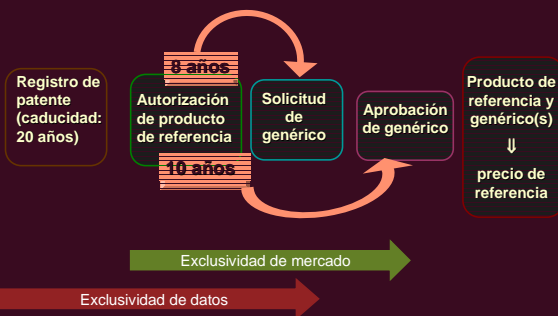 8 años
Registro de
patente
(caducidad:
20 años)
Autorización
de producto
de referencia
10 años
Solicitud
de
genérico
Aprobación
de genérico
Producto de
referencia y
genérico(s)
⇓
precio de
referencia
Exclusividad de mercado
Exclusividad de datos